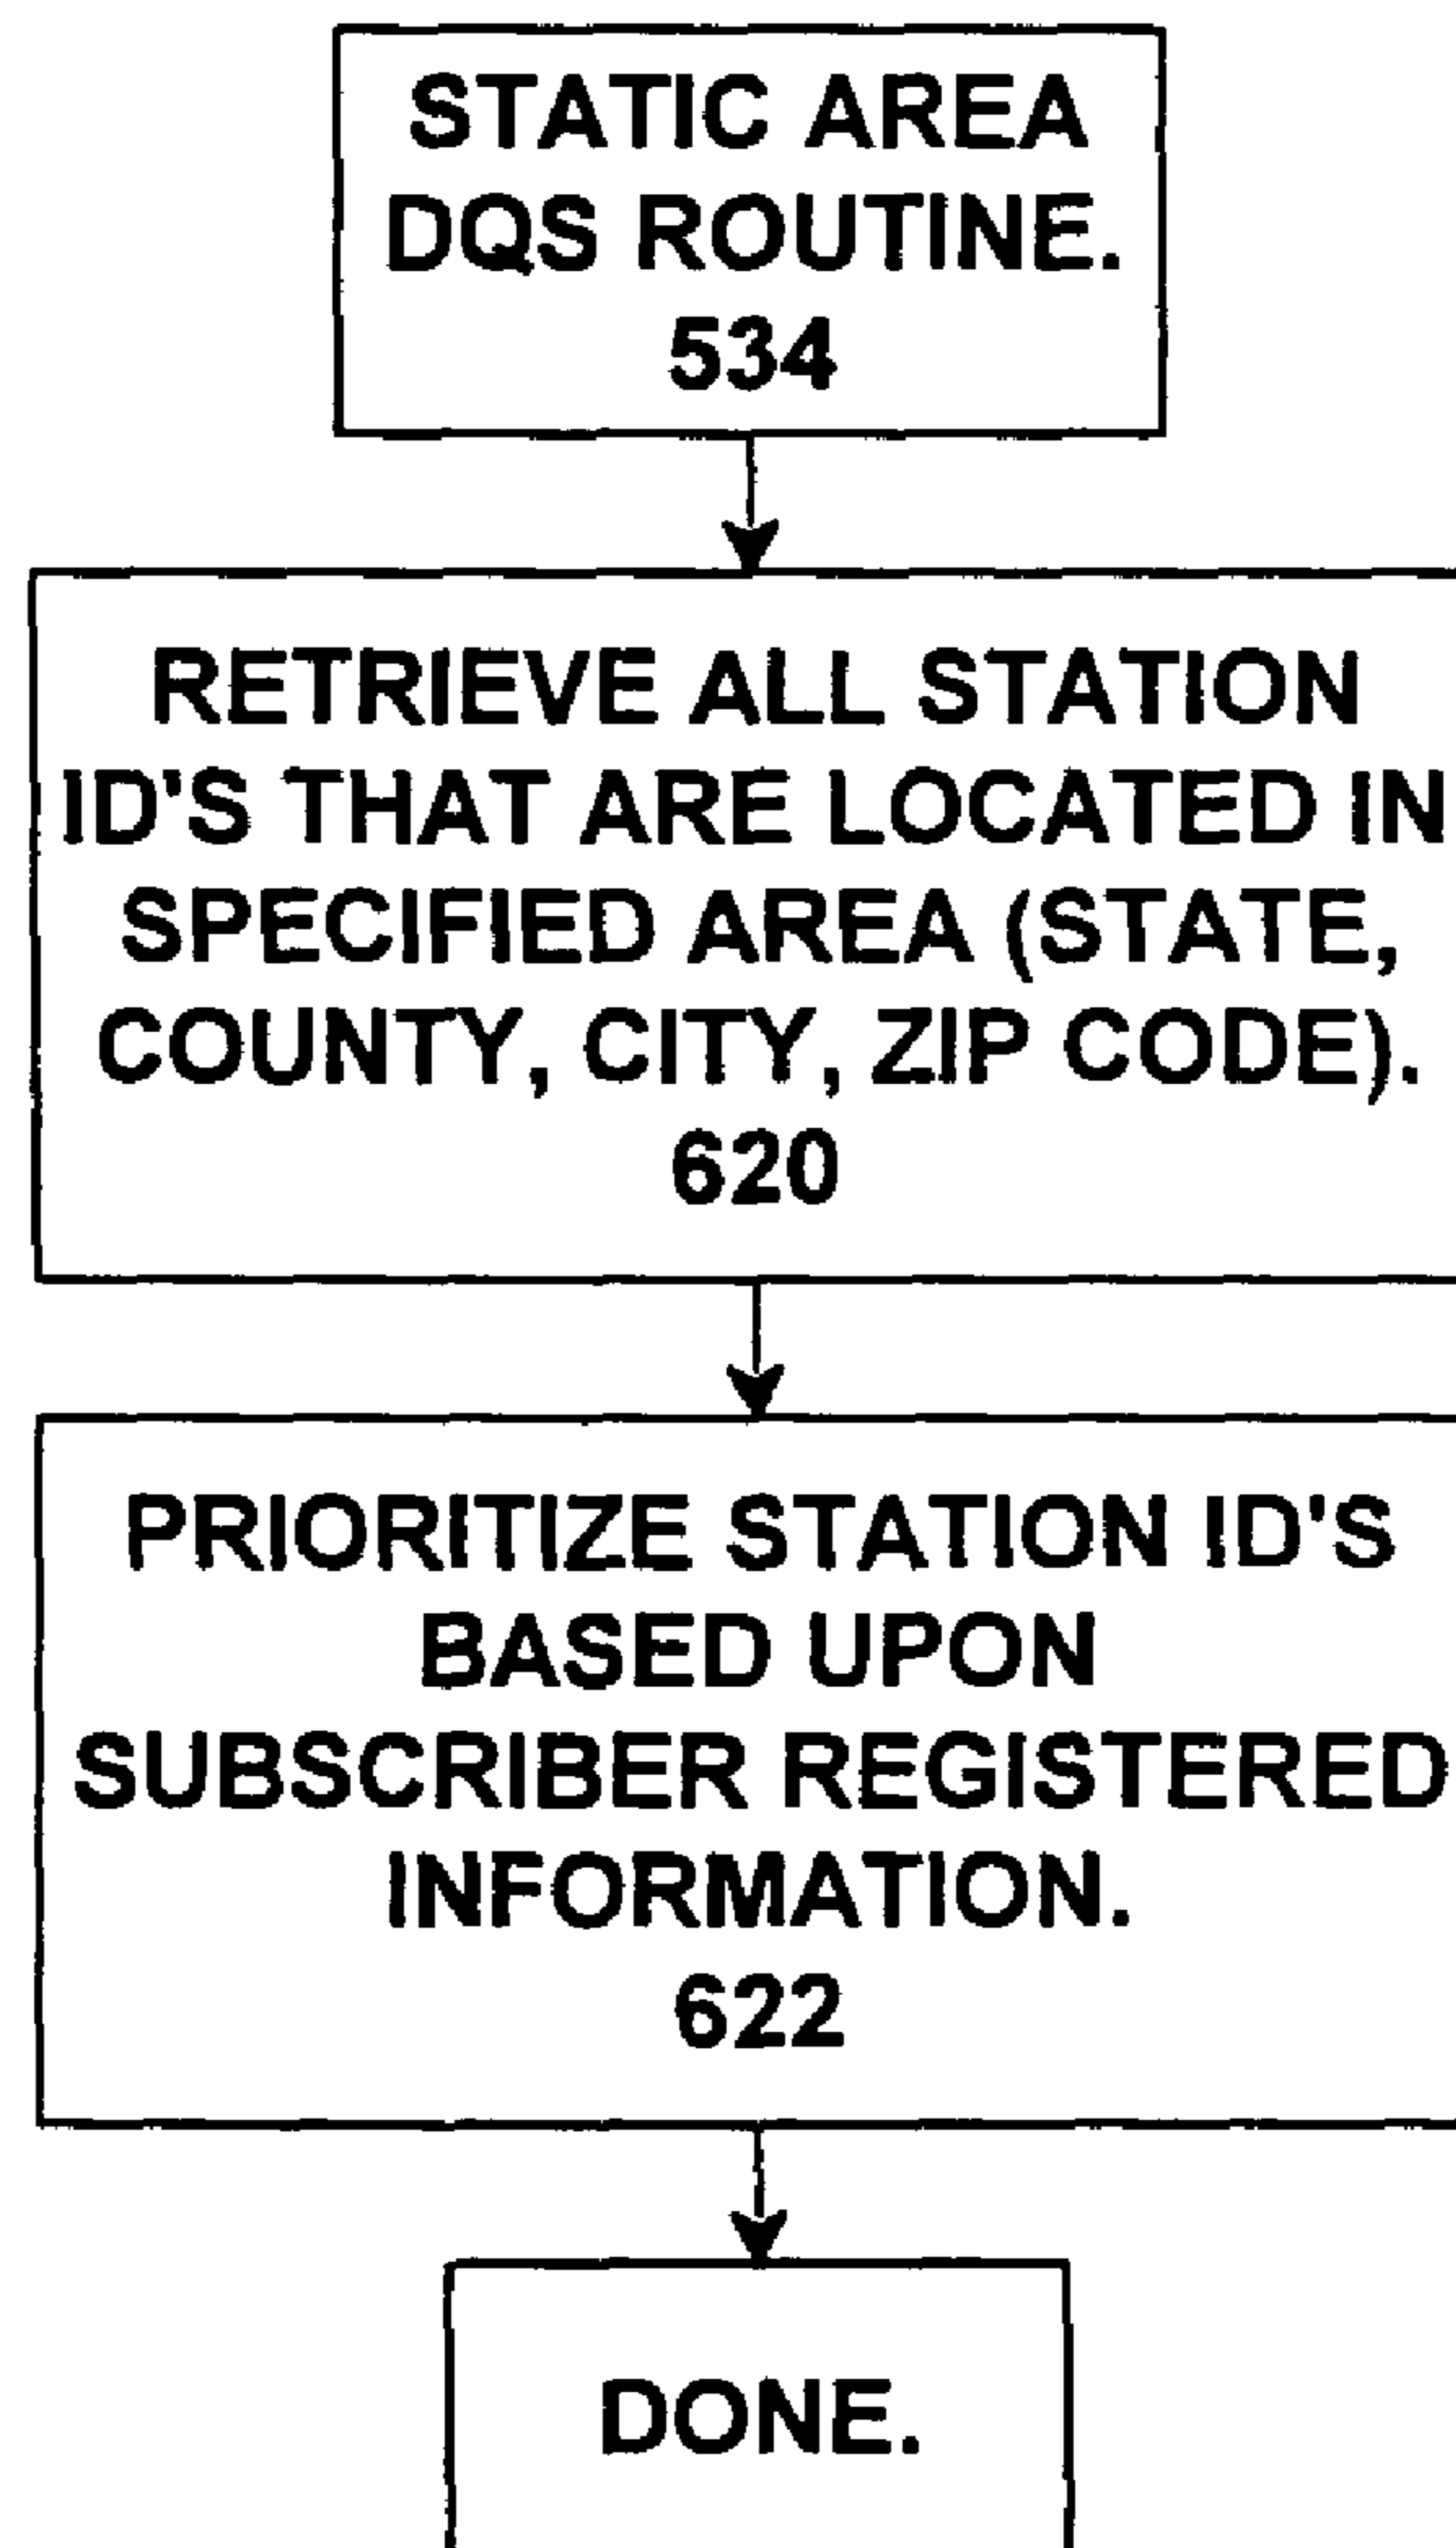 STATIC AREA
DQS ROUTINE.
534
RETRIEVE ALL STATION
ID'S THAT ARE LOCATED IN
SPECIFIED AREA (STATE,
COUNTY, CITY, ZIP CODE).
620
PRIORITIZE STATION ID'S
BASED UPON
SUBSCRIBER REGISTERED
INFORMATION.
622
DONE.